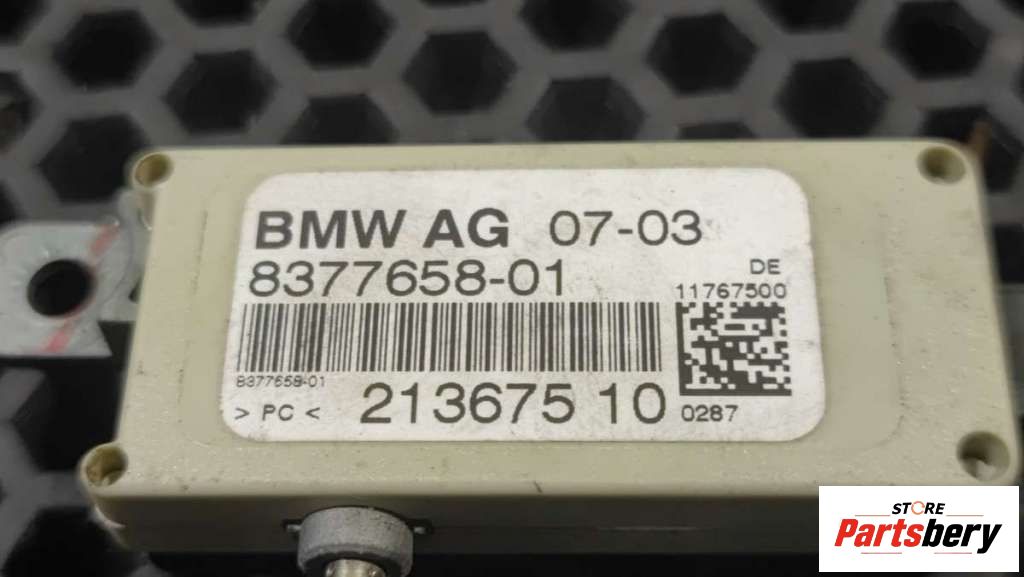 BMW AG 07-03
8377658-01
DE
11767500
8377658-01
> PC < 213675 10
0287
STORE
Partsbery